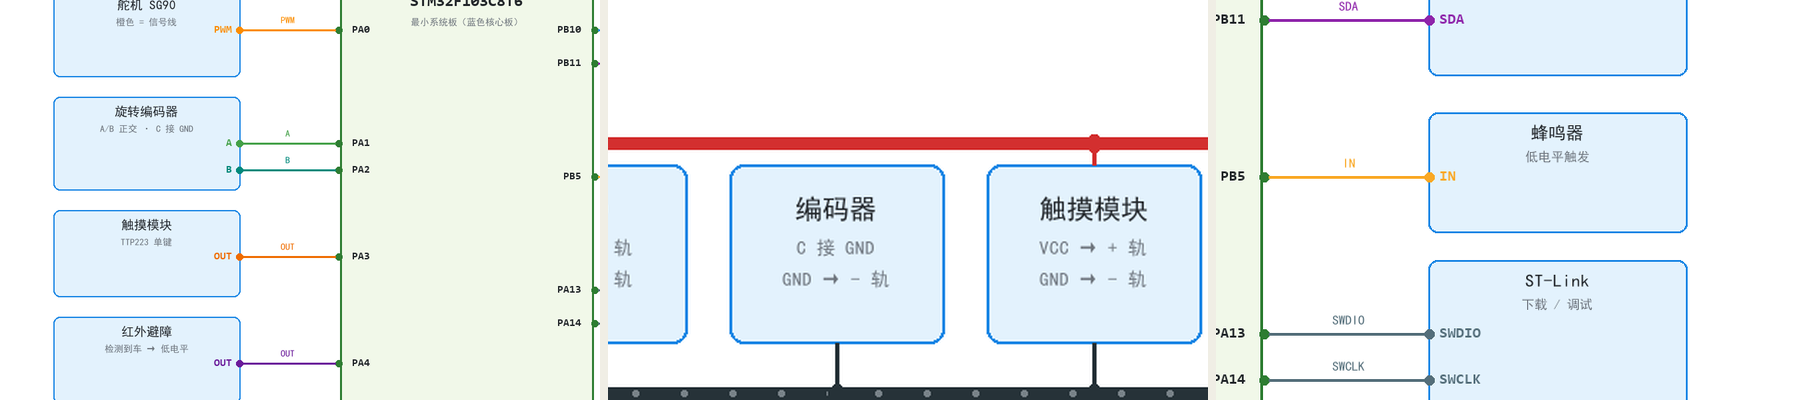 舵机 SG90
橙色 = 信号线
PWM
PWM
PA0
STM32F103C8T6
最小系统板（蓝色核心板）
PB10
PB11
旋转编码器
A/B 正交 · C 接 GND
A
A
PA1
B
B
PA2
PB5
触摸模块
TTP223 单键
OUT
OUT
PA3
PA13
PA14
红外避障
检测到车 → 低电平
OUT
OUT
PA4
轨
轨
编码器
C 接 GND
GND → - 轨
触摸模块
VCC → + 轨
GND → - 轨
PB11
SDA
SDA
蜂鸣器
低电平触发
PB5
IN
IN
ST-Link
下载 / 调试
PA13
SWDIO
SWDIO
PA14
SWCLK
SWCLK